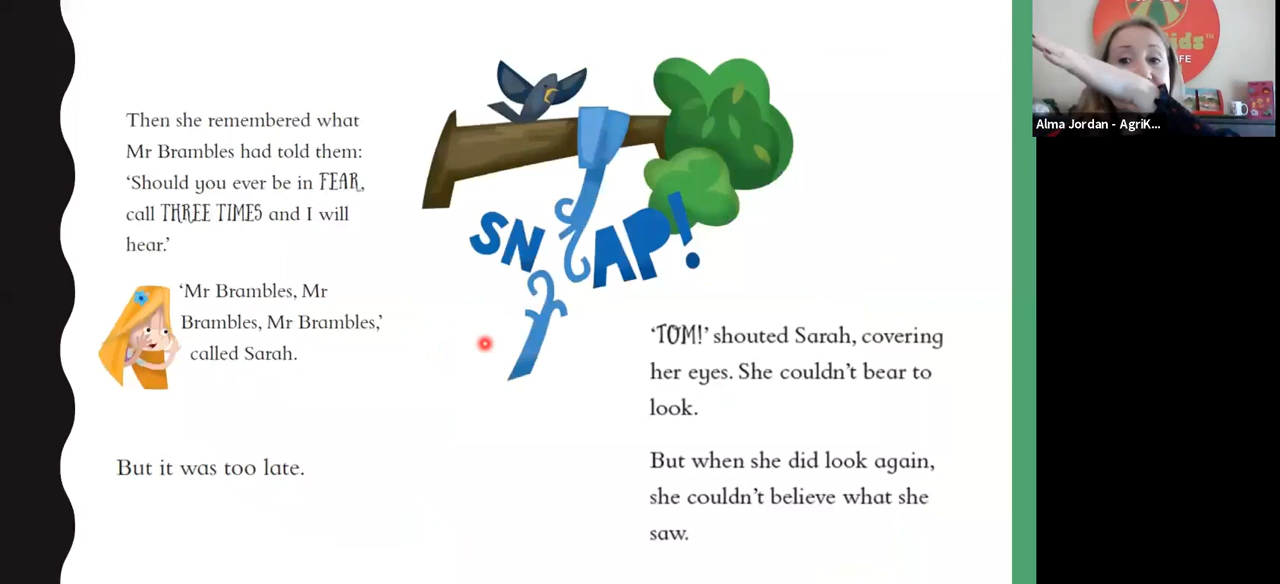 Then she remembered what
Mr Brambles had told them:
‘Should you ever be in FEAR,
call THREE TIMES and I will
hear.’
‘Mr Brambles, Mr
Brambles, Mr Brambles,’
called Sarah.
But it was too late.
SNAP!
‘TOM!’ shouted Sarah, covering
her eyes. She couldn’t bear to
look.
But when she did look again,
she couldn’t believe what she
saw.
Alma Jordan - AgriK...